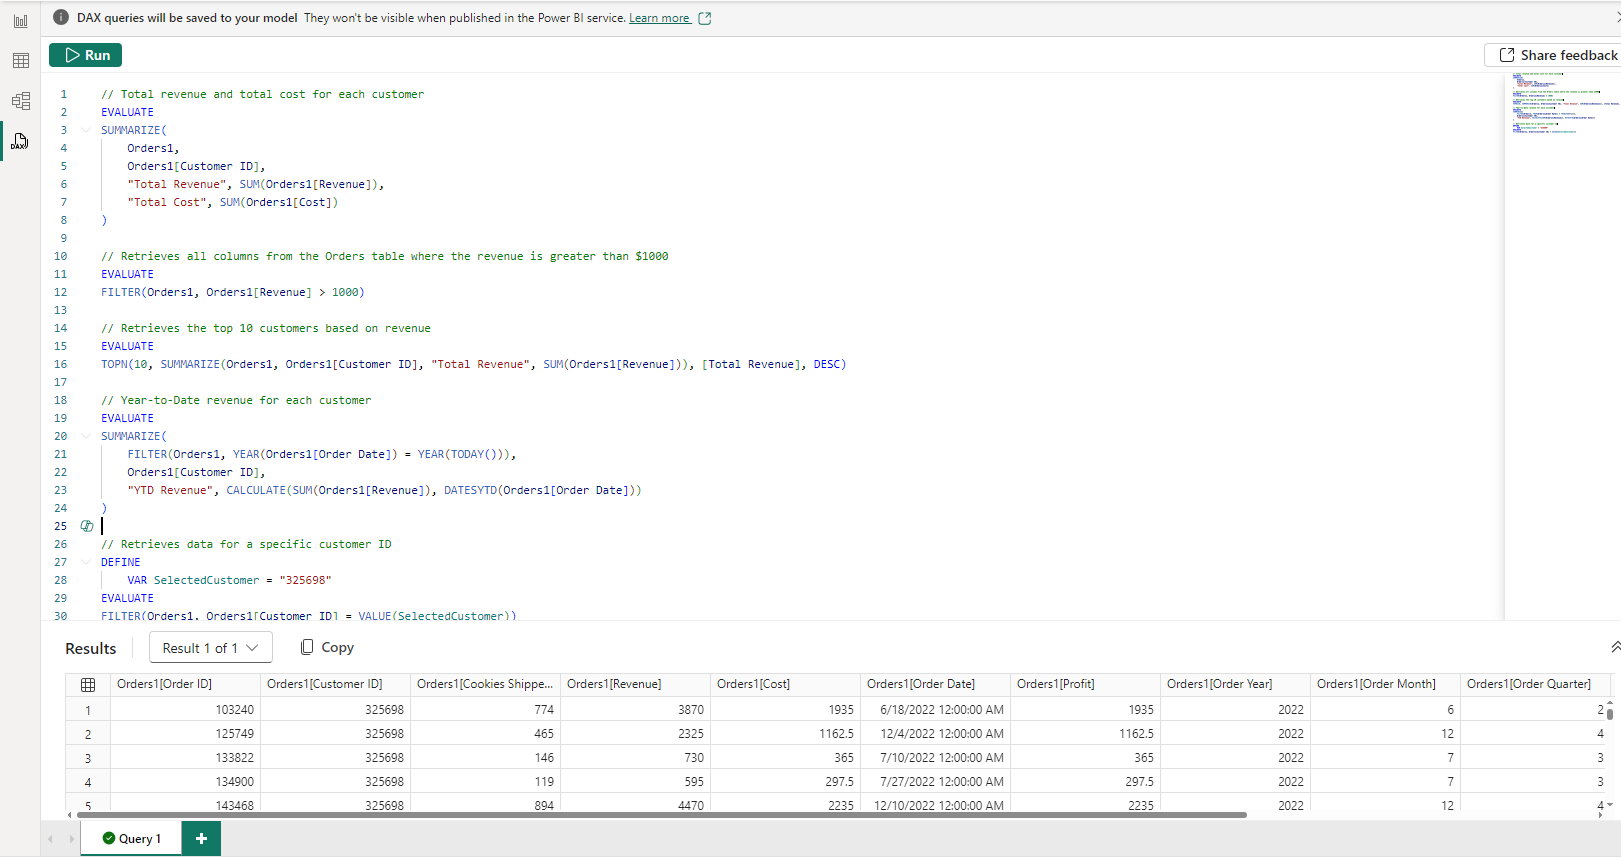 DAX queries will be saved to your model They won't be visible when published in the Power BI service. Learn more
Run
Share feedback
1 // Total revenue and total cost for each customer
2 EVALUATE
3 SUMMARIZE(
4 Orders1,
5 Orders1[Customer ID],
6 "Total Revenue", SUM(Orders1[Revenue]),
7 "Total Cost", SUM(Orders1[Cost])
8 )
9
10 // Retrieves all columns from the Orders table where the revenue is greater than $1000
11 EVALUATE
12 FILTER(Orders1, Orders1[Revenue] > 1000)
13
14 // Retrieves the top 10 customers based on revenue
15 EVALUATE
16 TOPN(10, SUMMARIZE(Orders1, Orders1[Customer ID], "Total Revenue", SUM(Orders1[Revenue])), [Total Revenue], DESC)
17
18 // Year-to-Date revenue for each customer
19 EVALUATE
20 SUMMARIZE(
21 FILTER(Orders1, YEAR(Orders1[Order Date]) = YEAR(TODAY())),
22 Orders1[Customer ID],
23 "YTD Revenue", CALCULATE(SUM(Orders1[Revenue]), DATESYTD(Orders1[Order Date]))
24 )
25
26 // Retrieves data for a specific customer ID
27 DEFINE
28 VAR SelectedCustomer = "325698"
29 EVALUATE
30 FILTER(Orders1, Orders1[Customer ID] = VALUE(SelectedCustomer))
DAX
Results Result 1 of 1 Copy
Orders1[Order ID] Orders1[Customer ID] Orders1[Cookies Shippe... Orders1[Revenue] Orders1[Cost] Orders1[Order Date] Orders1[Profit] Orders1[Order Year] Orders1[Order Month] Orders1[Order Quarter]
1 103240 325698 774 3870 1935 6/18/2022 12:00:00 AM 1935 2022 6 2
2 125749 325698 465 2325 1162.5 12/4/2022 12:00:00 AM 1162.5 2022 12 4
3 133822 325698 146 730 365 7/10/2022 12:00:00 AM 365 2022 7 3
4 134900 325698 119 595 297.5 7/27/2022 12:00:00 AM 297.5 2022 7 3
5 143468 325698 894 4470 2235 12/10/2022 12:00:00 AM 2235 2022 12 4
Query 1 +